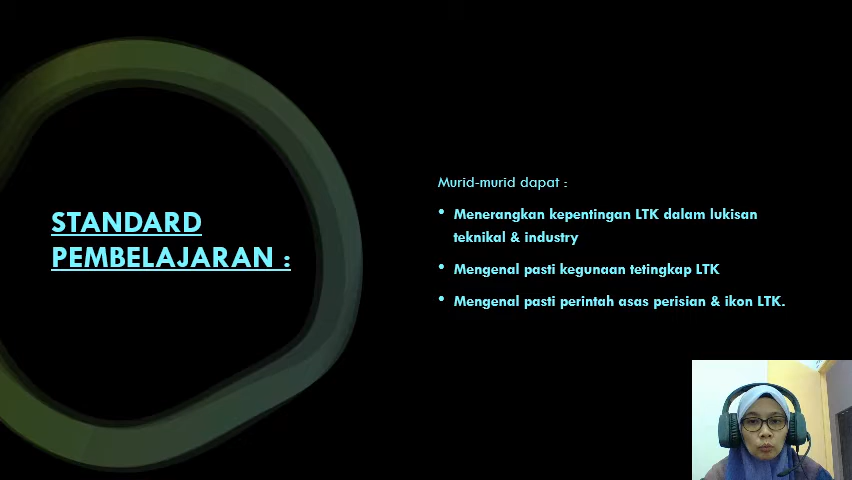 STANDARD
PEMBELAJARAN :
Murid-murid dapat :
• Menerangkan kepentingan LTK dalam lukisan
teknikal & industry
• Mengenal pasti kegunaan tetingkap LTK
• Mengenal pasti perintah asas perisian & ikon LTK.